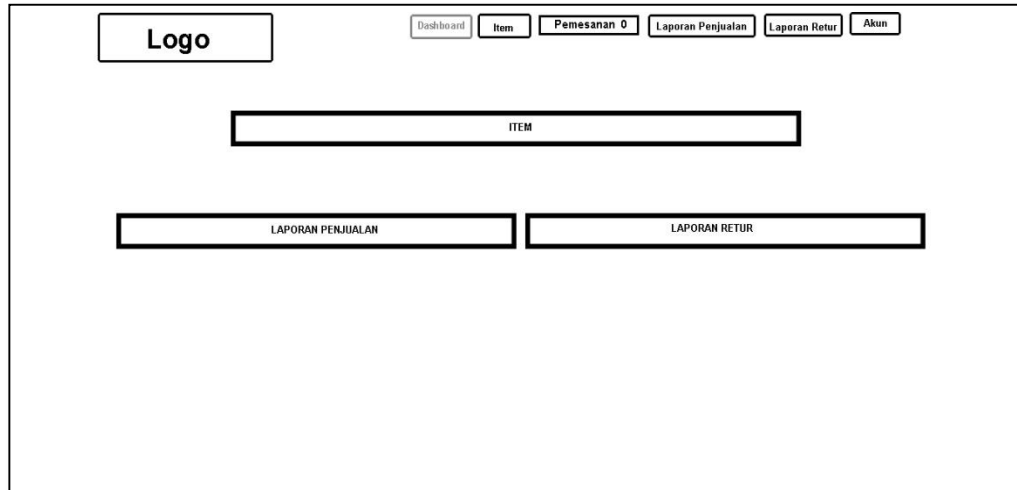 Logo
Dashboard
Item
Pemesanan 0
Laporan Penjualan
Laporan Retur
Akun
ITEM
LAPORAN PENJUALAN
LAPORAN RETUR